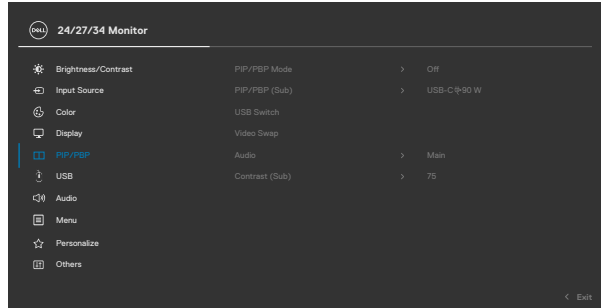 DELL 24/27/34 Monitor
Brightness/Contrast PIP/PBP Mode > Off
Input Source PIP/PBP (Sub) > USB-C 90 W
Color USB Switch
Display Video Swap
PIP/PBP Audio > Main
USB Contrast (Sub) > 75
Audio
Menu
Personalize
Others
< Exit